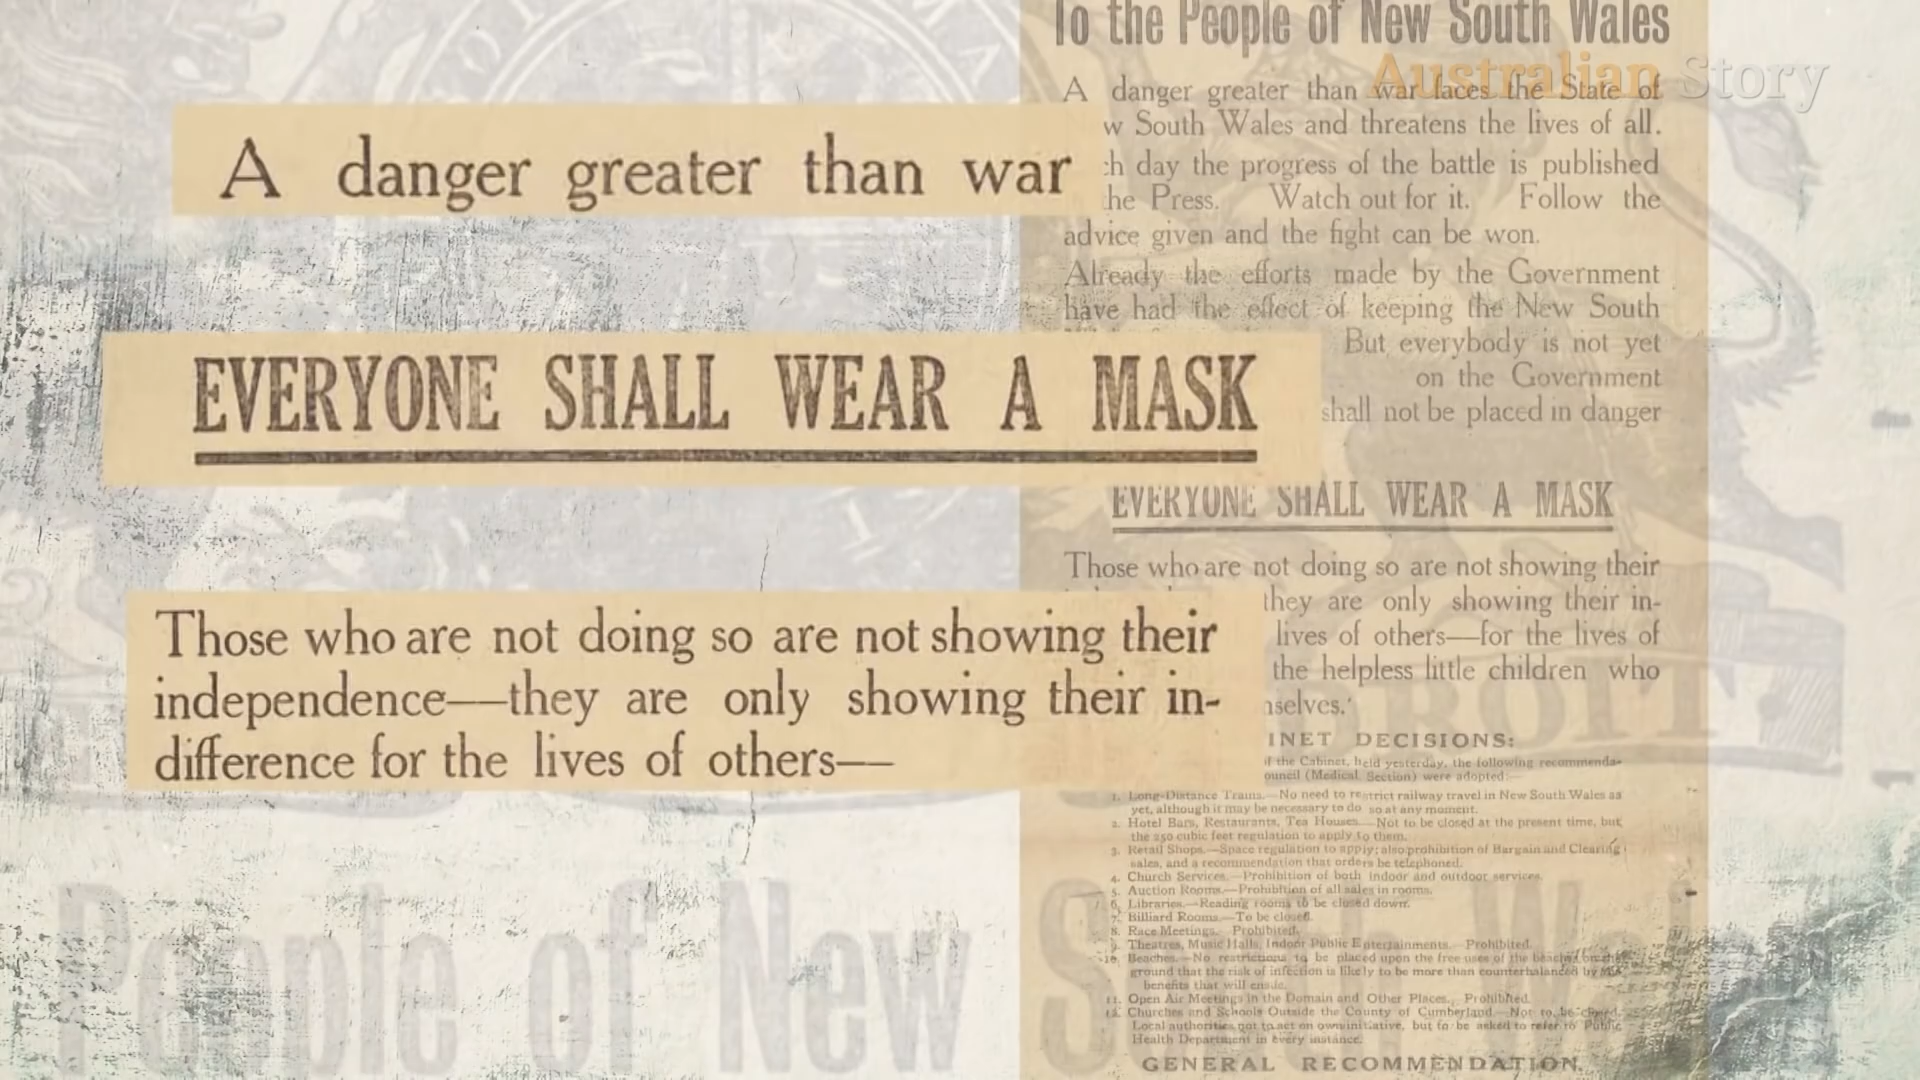 To the People of New South Wales
Australian Story
A danger greater than war faces the State of
w South Wales and threatens the lives of all.
ch day the progress of the battle is published
he Press. Watch out for it. Follow the
advice given and the fight can be won.
Already the efforts made by the Government
have had the effect of keeping the New South
But everybody is not yet
on the Government
shall not be placed in danger
EVERYONE SHALL WEAR A MASK
Those who are not doing so are not showing their
they are only showing their in-
lives of others—for the lives of
the helpless little children who
nselves.
INET DECISIONS:
if the Cabinet, held yesterday, the following recommenda-
ouncil (Medical Section) were adopted:—
1. Long-Distance Trains.—No need to restrict railway travel in New South Wales as
yet, although it may be necessary to do so at any moment.
2. Hotel Bars, Restaurants, Tea Houses.—Not to be closed at the present time, but
the 250 cubic feet regulation to apply to them.
3. Retail Shops.—Space regulation to apply; also prohibition of Bargain and Clearing
sales, and a recommendation that orders be telephoned.
4. Church Services.—Prohibition of both indoor and outdoor services.
5. Auction Rooms.—Prohibition of all sales in rooms.
6. Libraries.—Reading rooms to be closed down.
7. Billiard Rooms.—To be closed.
8. Race Meetings.—Prohibited.
9. Theatres, Music Halls, Indoor Public Entertainments.—Prohibited.
10. Beaches.—No restrictions to be placed upon the free uses of the beaches on the
ground that the risk of infection is likely to be more than counterbalanced by the
benefits that will ensue.
11. Open Air Meetings in the Domain and Other Places.—Prohibited.
12. Churches and Schools Outside the County of Cumberland.—Not to be closed.
Local authorities not to act on own initiative, but to be asked to refer to Public
Health Department in every instance.
GENERAL RECOMMENDATION.
A danger greater than war
EVERYONE SHALL WEAR A MASK
Those who are not doing so are not showing their
independence—they are only showing their in-
difference for the lives of others—
People of New South Wal
DROIT